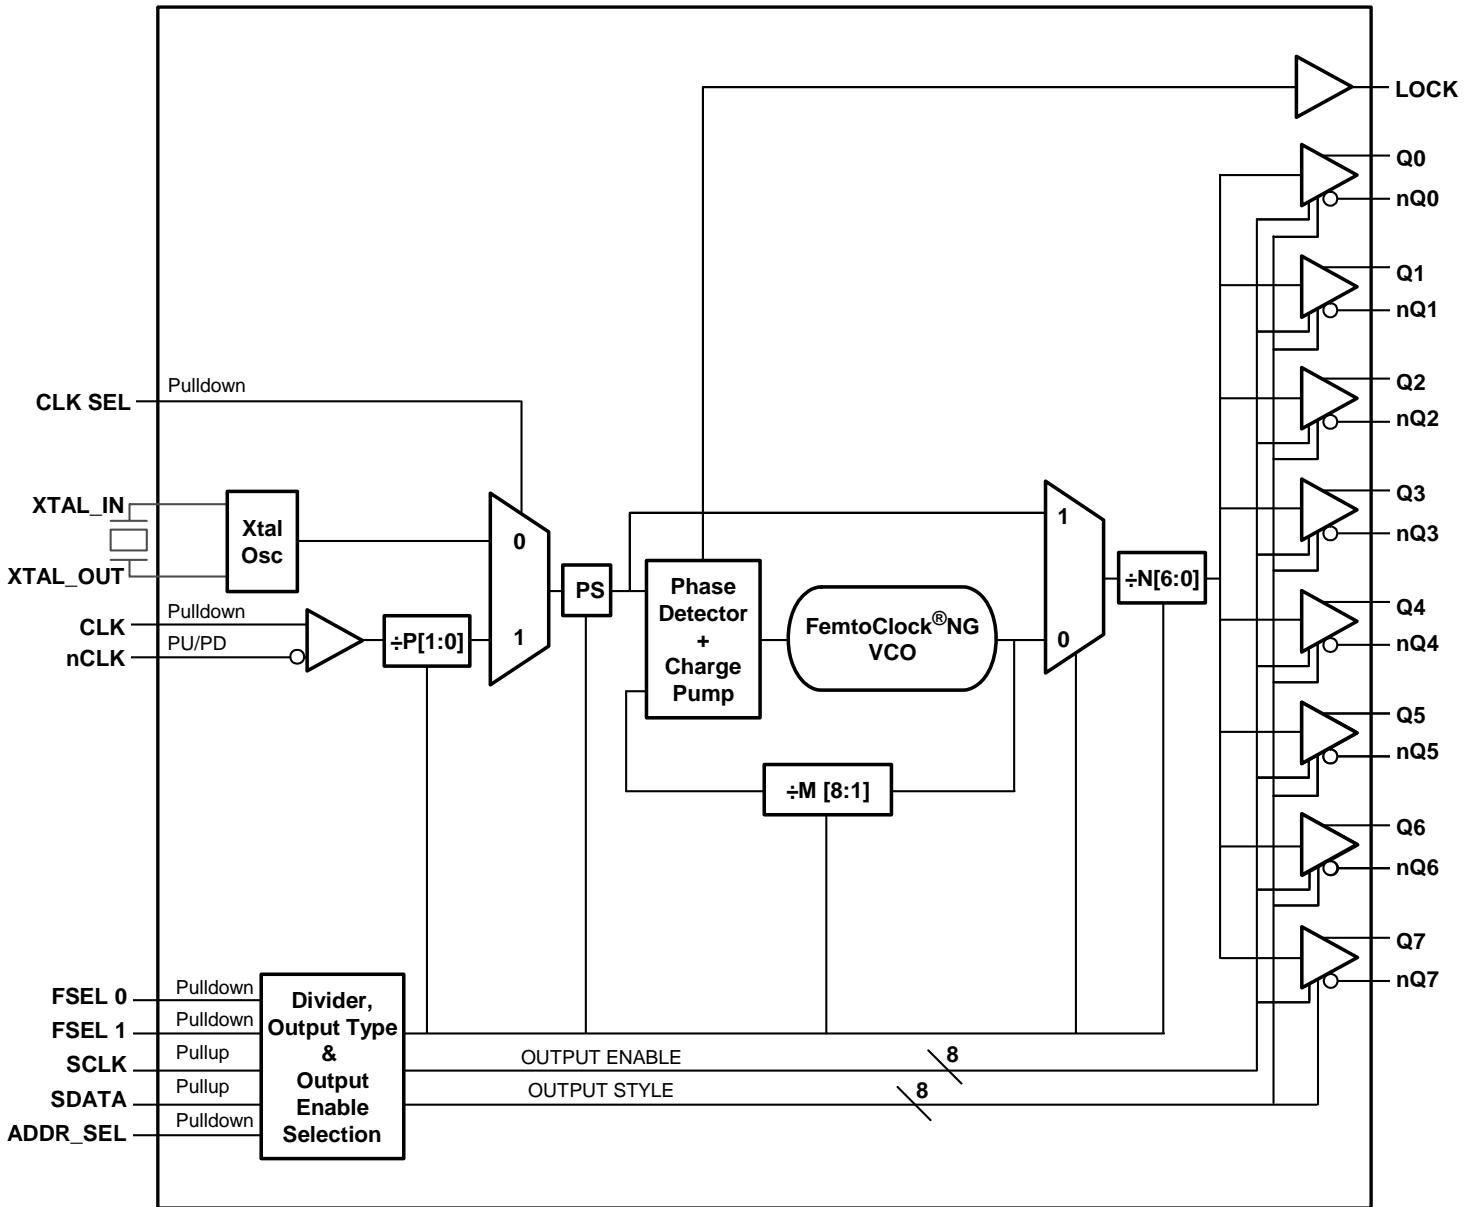 LOCK
Q0
nQ0
Q1
nQ1
Pulldown
CLK SEL
Q2
nQ2
XTAL_IN
XTAL_OUT
Xtal
Osc
0
1
PS
Phase
Detector
+
Charge
Pump
FemtoClock®NG
VCO
1
0
÷N[6:0]
Q3
nQ3
Pulldown
CLK
PU/PD
nCLK
÷P[1:0]
Q4
nQ4
÷M [8:1]
Q5
nQ5
Q6
nQ6
Q7
nQ7
FSEL 0
Pulldown
FSEL 1
Pulldown
SCLK
Pullup
SDATA
Pullup
ADDR_SEL
Pulldown
Divider,
Output Type
&
Output
Enable
Selection
OUTPUT ENABLE
8
OUTPUT STYLE
8